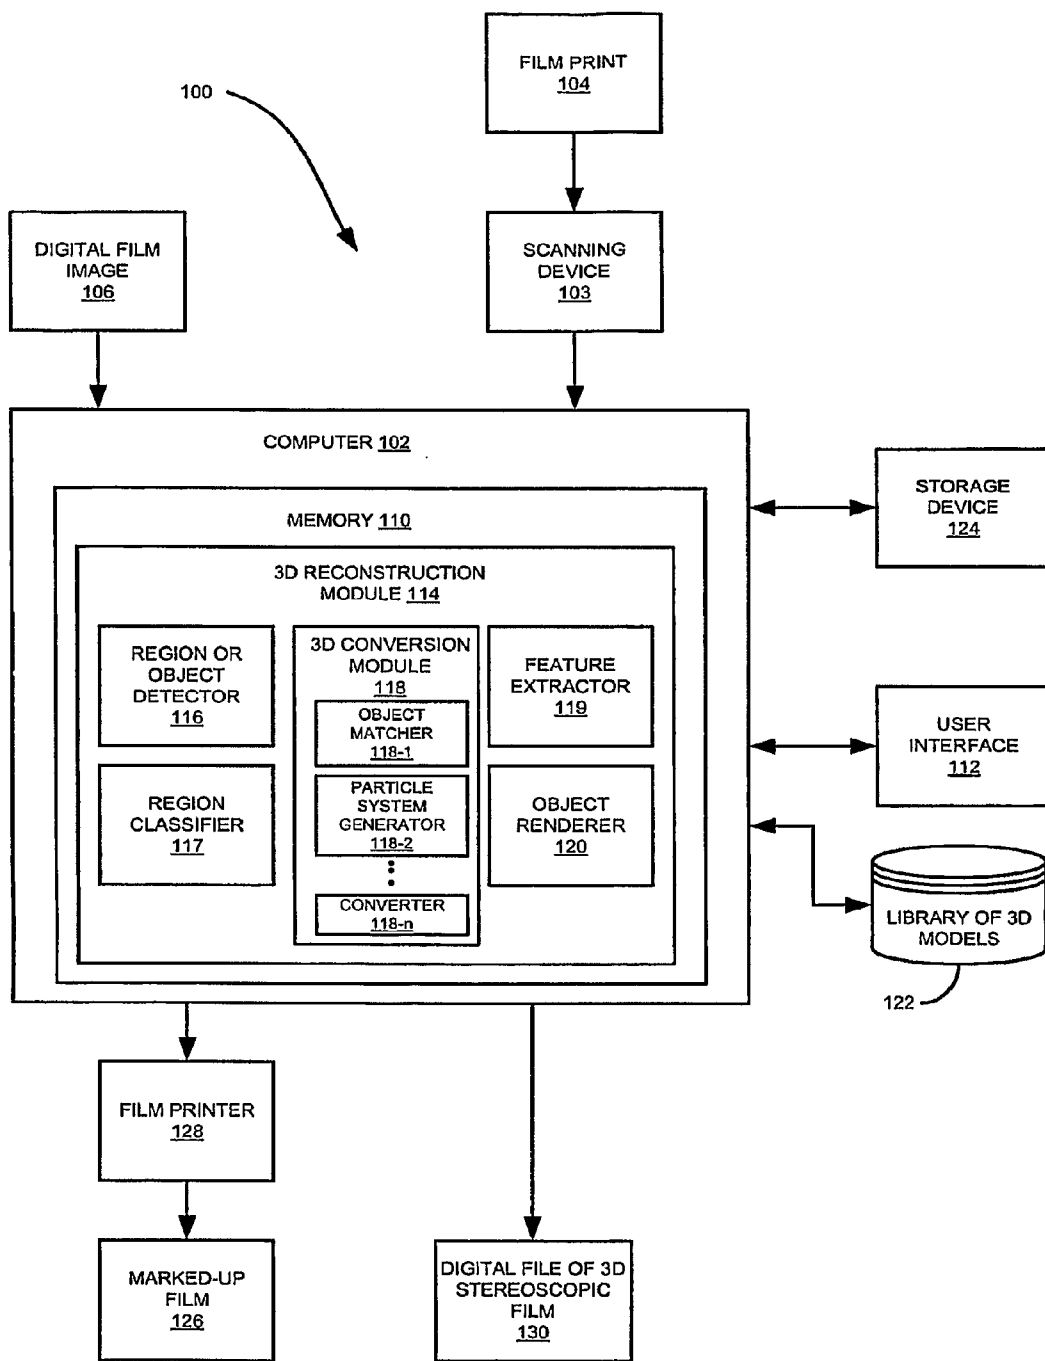 FILM PRINT
104
100
DIGITAL FILM
IMAGE
106
SCANNING
DEVICE
103
COMPUTER 102
STORAGE
DEVICE
124
MEMORY 110
3D RECONSTRUCTION
MODULE 114
REGION OR
OBJECT
DETECTOR
116
3D CONVERSION
MODULE
118
FEATURE
EXTRACTOR
119
OBJECT
MATCHER
118-1
USER
INTERFACE
112
REGION
CLASSIFIER
117
PARTICLE
SYSTEM
GENERATOR
118-2
OBJECT
RENDERER
120
CONVERTER
118-n
LIBRARY OF 3D
MODELS
122
FILM PRINTER
128
MARKED-UP
FILM
126
DIGITAL FILE OF 3D
STEREOSCOPIC
FILM
130